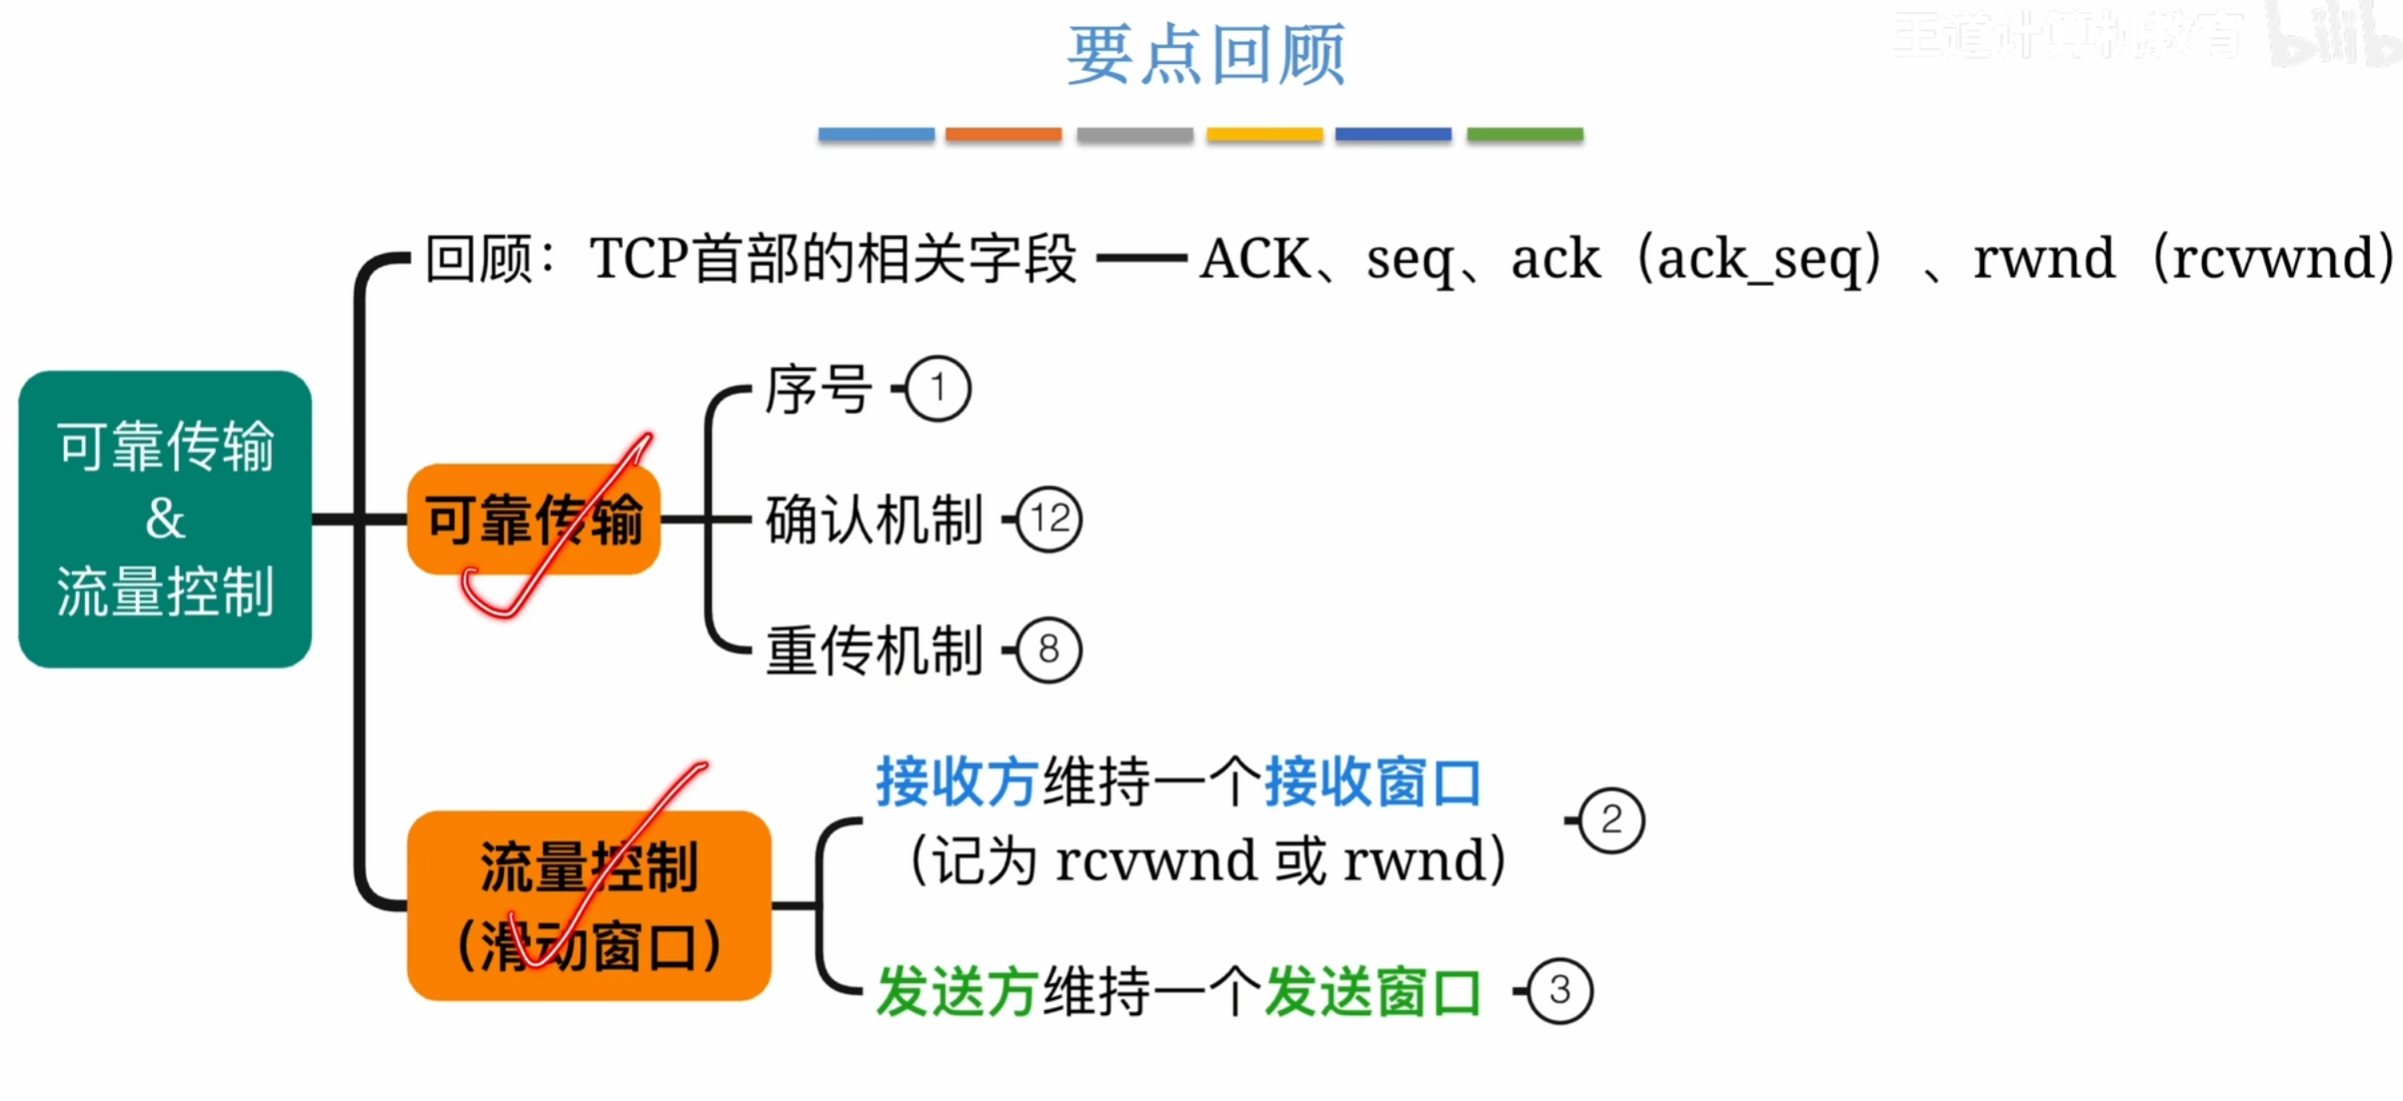 要点回顾
王道计算机教育 bilib
回顾：TCP首部的相关字段 ACK、seq、ack（ack_seq）、rwnd（rcvwnd）
可靠传输
&
流量控制
可靠传输
序号 1
确认机制 12
重传机制 8
流量控制
（滑动窗口）
接收方维持一个接收窗口
（记为 rcvwnd 或 rwnd） 2
发送方维持一个发送窗口 3